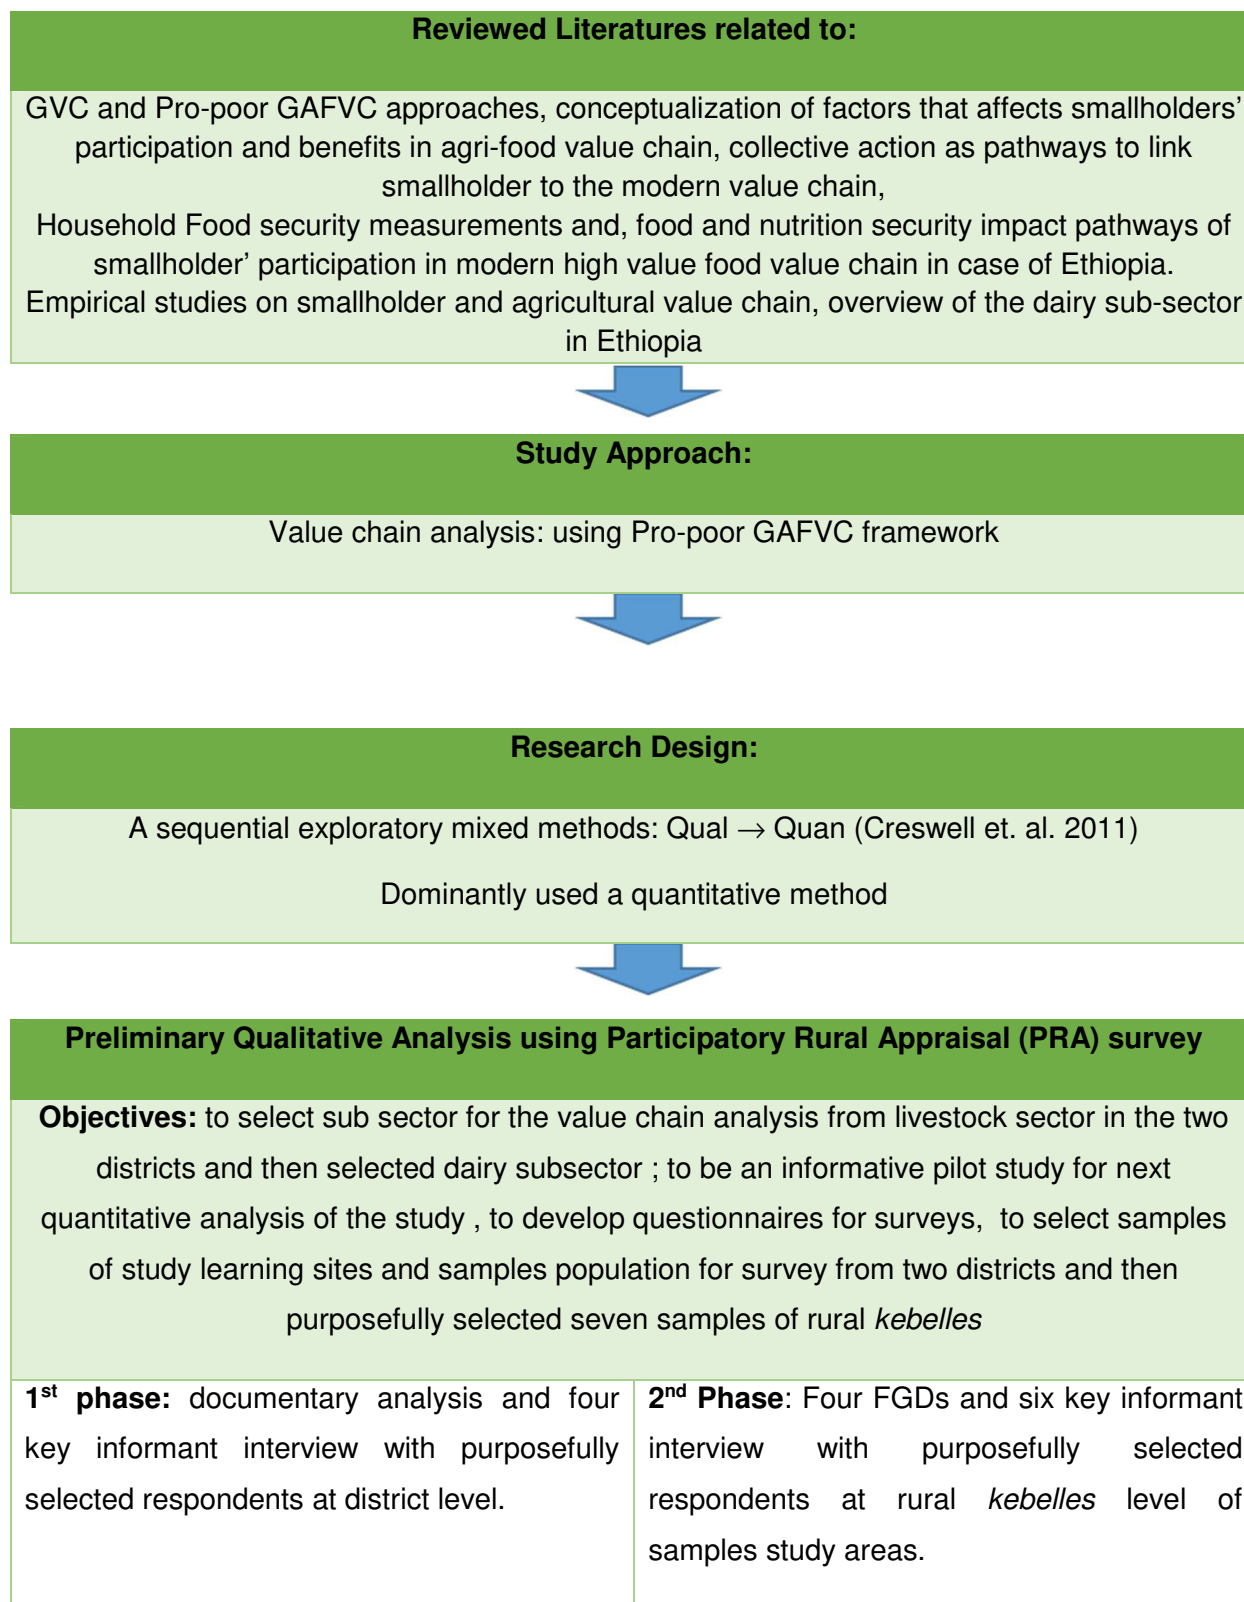 Reviewed Literatures related to:
GVC and Pro-poor GAFVC approaches, conceptualization of factors that affects smallholders’
participation and benefits in agri-food value chain, collective action as pathways to link
smallholder to the modern value chain,
Household Food security measurements and, food and nutrition security impact pathways of
smallholder’ participation in modern high value food value chain in case of Ethiopia.
Empirical studies on smallholder and agricultural value chain, overview of the dairy sub-sector
in Ethiopia
Study Approach:
Value chain analysis: using Pro-poor GAFVC framework
Research Design:
A sequential exploratory mixed methods: Qual → Quan (Creswell et. al. 2011)
Dominantly used a quantitative method
Preliminary Qualitative Analysis using Participatory Rural Appraisal (PRA) survey
Objectives: to select sub sector for the value chain analysis from livestock sector in the two
districts and then selected dairy subsector ; to be an informative pilot study for next
quantitative analysis of the study , to develop questionnaires for surveys, to select samples
of study learning sites and samples population for survey from two districts and then
purposefully selected seven samples of rural kebelles
1st phase: documentary analysis and four
key informant interview with purposefully
selected respondents at district level.
2nd Phase: Four FGDs and six key informant
interview with purposefully selected
respondents at rural kebelles level of
samples study areas.